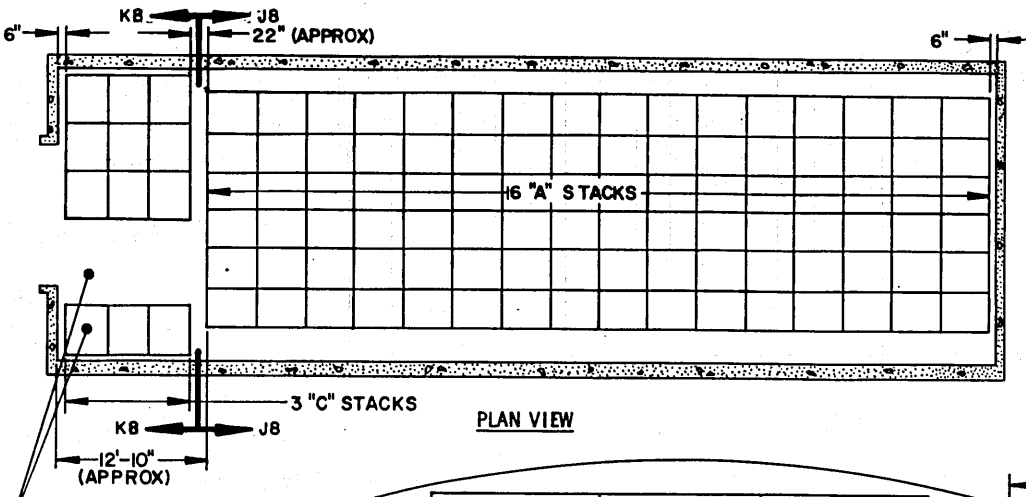 K8 J8
6" 22" (APPROX) 6"
16 "A" STACKS
3 "C" STACKS
PLAN VIEW
K8 J8
12'-10"
(APPROX)